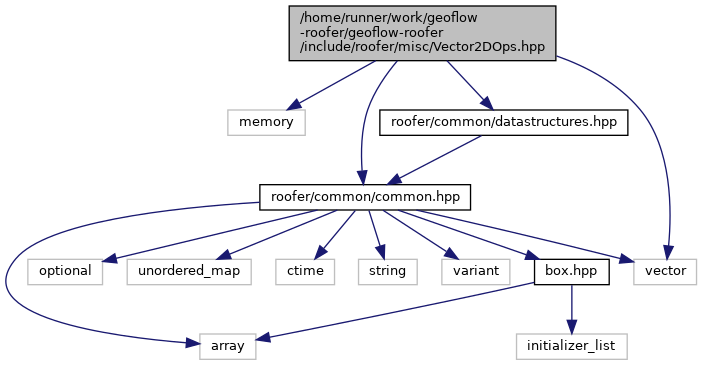 /home/runner/work/geoflow
-roofer/geoflow-roofer
/include/roofer/misc/Vector2DOps.hpp
memory
roofer/common/datastructures.hpp
roofer/common/common.hpp
optional
unordered_map
ctime
string
variant
box.hpp
vector
array
initializer_list